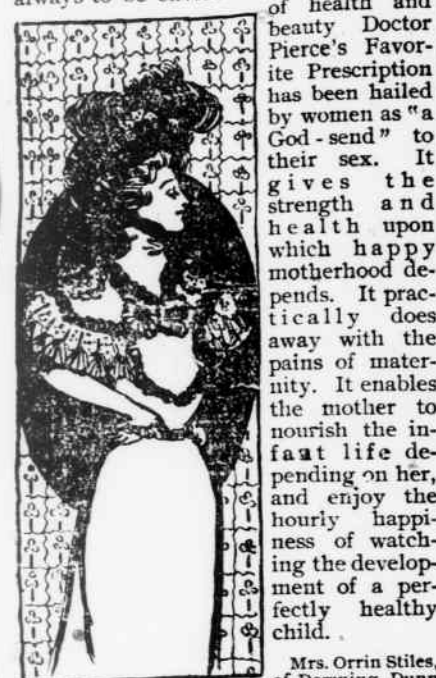 of health and
beauty Doctor
Pierce's Favor-
ite Prescription
has been hailed
by women as "a
God-send" to
their sex. It
gives the
strength and
health upon
which happy
motherhood de-
pends. It prac-
tically does
away with the
pains of mater-
nity. It enables
the mother to
nourish the in-
faat life de-
pending on her,
and enjoy the
hourly happi-
ness of watch-
ing the develop-
ment of a per-
fectly healthy
child.
Mrs. Orrin Stiles,